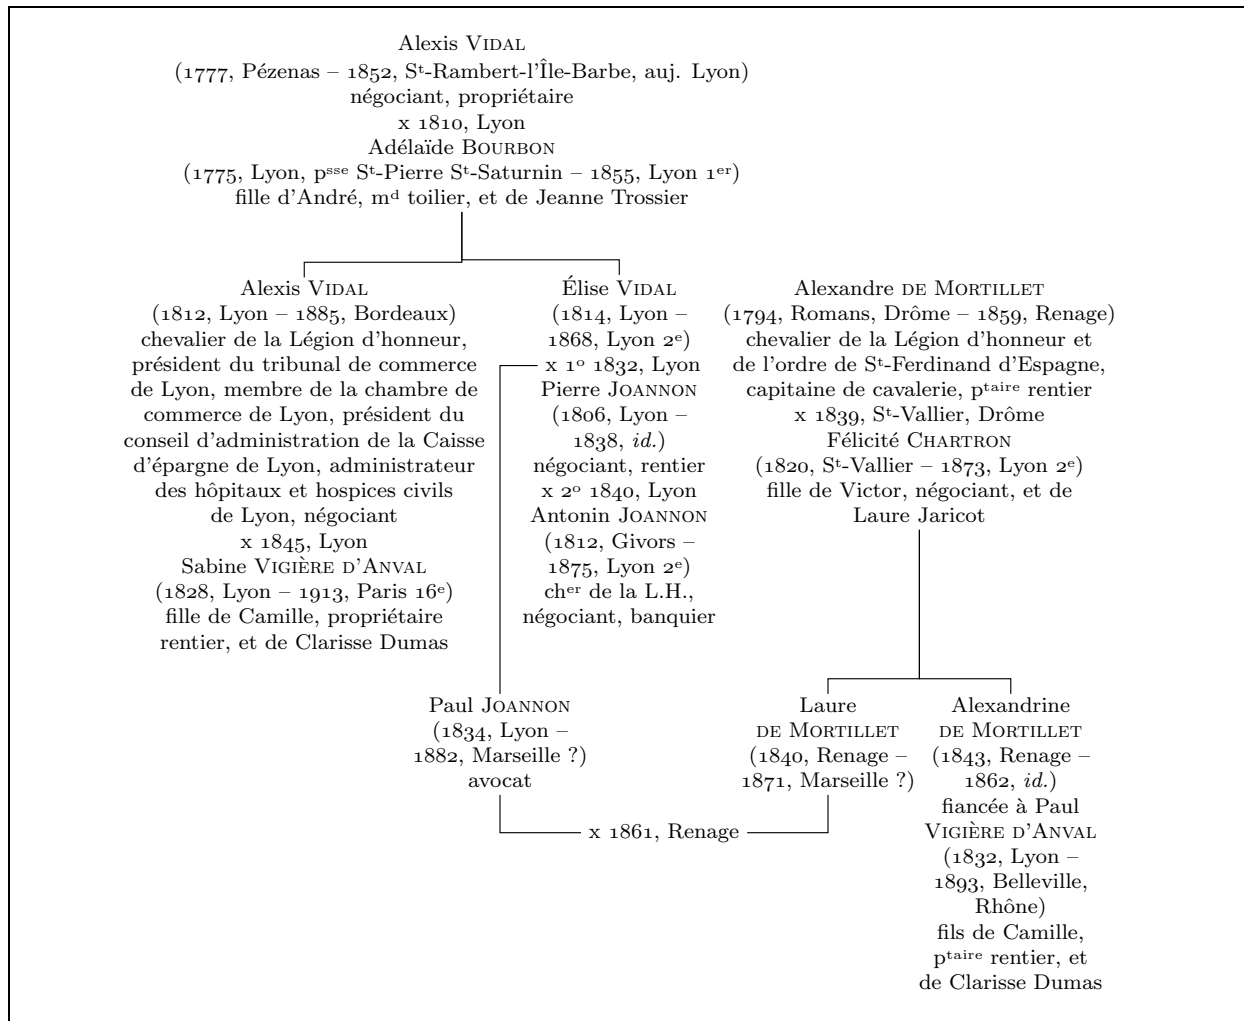 Alexis VIDAL
(1777, Pézenas – 1852, Sᵗ-Rambert-l'Île-Barbe, auj. Lyon)
négociant, propriétaire
x 1810, Lyon
Adélaïde BOURBON
(1775, Lyon, pˢˢᵉ Sᵗ-Pierre Sᵗ-Saturnin – 1855, Lyon 1ᵉʳ)
fille d'André, mᵈ toilier, et de Jeanne Trossier
Alexis VIDAL
(1812, Lyon – 1885, Bordeaux)
chevalier de la Légion d'honneur,
président du tribunal de commerce
de Lyon, membre de la chambre de
commerce de Lyon, président du
conseil d'administration de la Caisse
d'épargne de Lyon, administrateur
des hôpitaux et hospices civils
de Lyon, négociant
x 1845, Lyon
Sabine VIGIÈRE D'ANVAL
(1828, Lyon – 1913, Paris 16ᵉ)
fille de Camille, propriétaire
rentier, et de Clarisse Dumas
Élise VIDAL
(1814, Lyon –
1868, Lyon 2ᵉ)
x 1º 1832, Lyon
Pierre JOANNON
(1806, Lyon –
1838, id.)
négociant, rentier
x 2º 1840, Lyon
Antonin JOANNON
(1812, Givors –
1875, Lyon 2ᵉ)
chᵉʳ de la L.H.,
négociant, banquier
Alexandre DE MORTILLET
(1794, Romans, Drôme – 1859, Renage)
chevalier de la Légion d'honneur et
de l'ordre de Sᵗ-Ferdinand d'Espagne,
capitaine de cavalerie, pᵗᵃⁱʳᵉ rentier
x 1839, Sᵗ-Vallier, Drôme
Félicité CHARTRON
(1820, Sᵗ-Vallier – 1873, Lyon 2ᵉ)
fille de Victor, négociant, et de
Laure Jaricot
Paul JOANNON
(1834, Lyon –
1882, Marseille ?)
avocat
Laure
DE MORTILLET
(1840, Renage –
1871, Marseille ?)
x 1861, Renage
Alexandrine
DE MORTILLET
(1843, Renage –
1862, id.)
fiancée à Paul
VIGIÈRE D'ANVAL
(1832, Lyon –
1893, Belleville,
Rhône)
fils de Camille,
pᵗᵃⁱʳᵉ rentier, et
de Clarisse Dumas